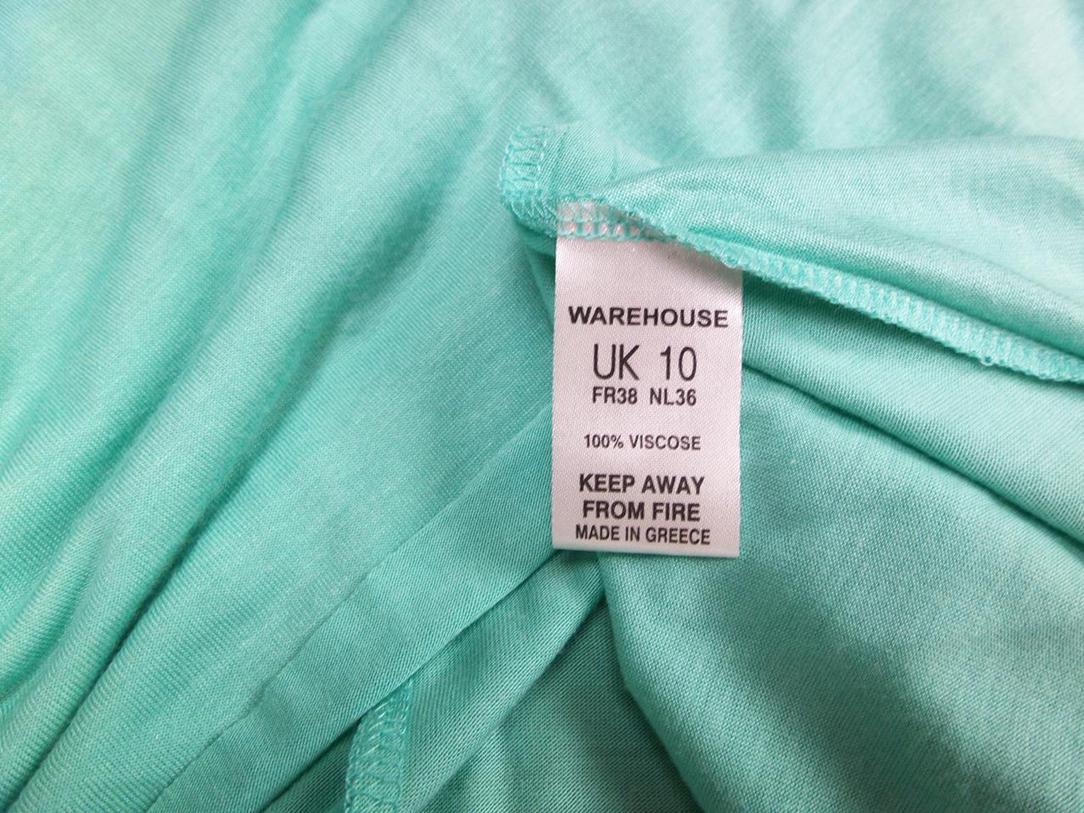 WAREHOUSE
UK 10
FR38 NL36
100% VISCOSE
KEEP AWAY
FROM FIRE
MADE IN GREECE